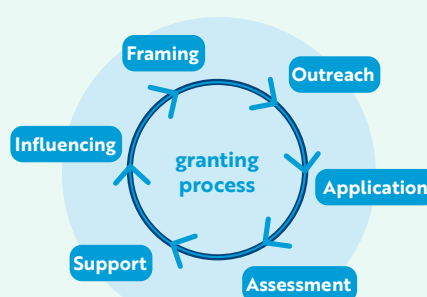 Framing
Outreach
Influencing
granting
process
Application
Support
Assessment